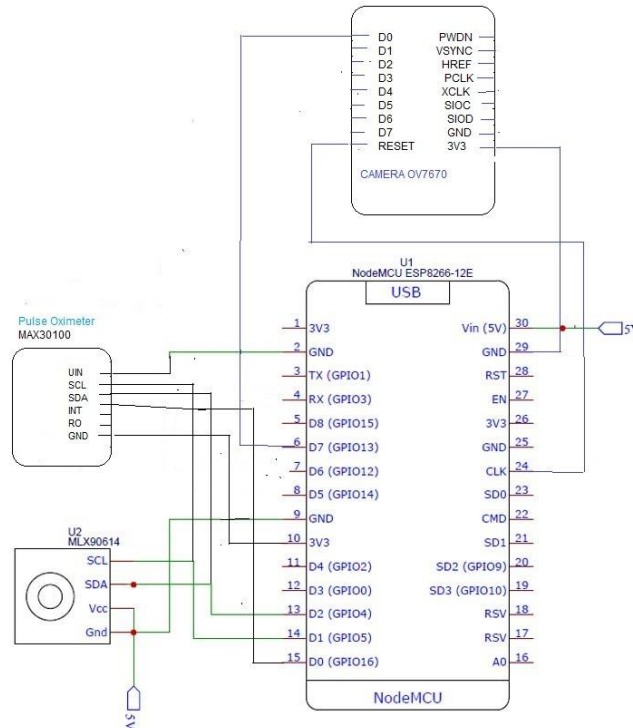 D0
D1
D2
D3
D4
D5
D6
D7
RESET
PWDN
VSYNC
HREF
PCLK
XCLK
SIOC
SIOD
GND
3V3
CAMERA OV7670
U1
NodeMCU ESP8266-12E
USB
1 3V3
2 GND
3 TX (GPIO1)
4 RX (GPIO3)
5 D8 (GPIO15)
6 D7 (GPIO13)
7 D6 (GPIO12)
8 D5 (GPIO14)
9 GND
10 3V3
11 D4 (GPIO2)
12 D3 (GPIO0)
13 D2 (GPIO4)
14 D1 (GPIO5)
15 D0 (GPIO16)
Vin (5V) 30
GND 29
RST 28
EN 27
3V3 26
GND 25
CLK 24
SD0 23
CMD 22
SD1 21
SD2 (GPIO9) 20
SD3 (GPIO10) 19
RSV 18
RSV 17
A0 16
NodeMCU
5V
Pulse Oximeter
MAX30100
UIN
SCL
SDA
INT
RO
GND
U2
MLX90614
SCL
SDA
Vcc
Gnd
5V